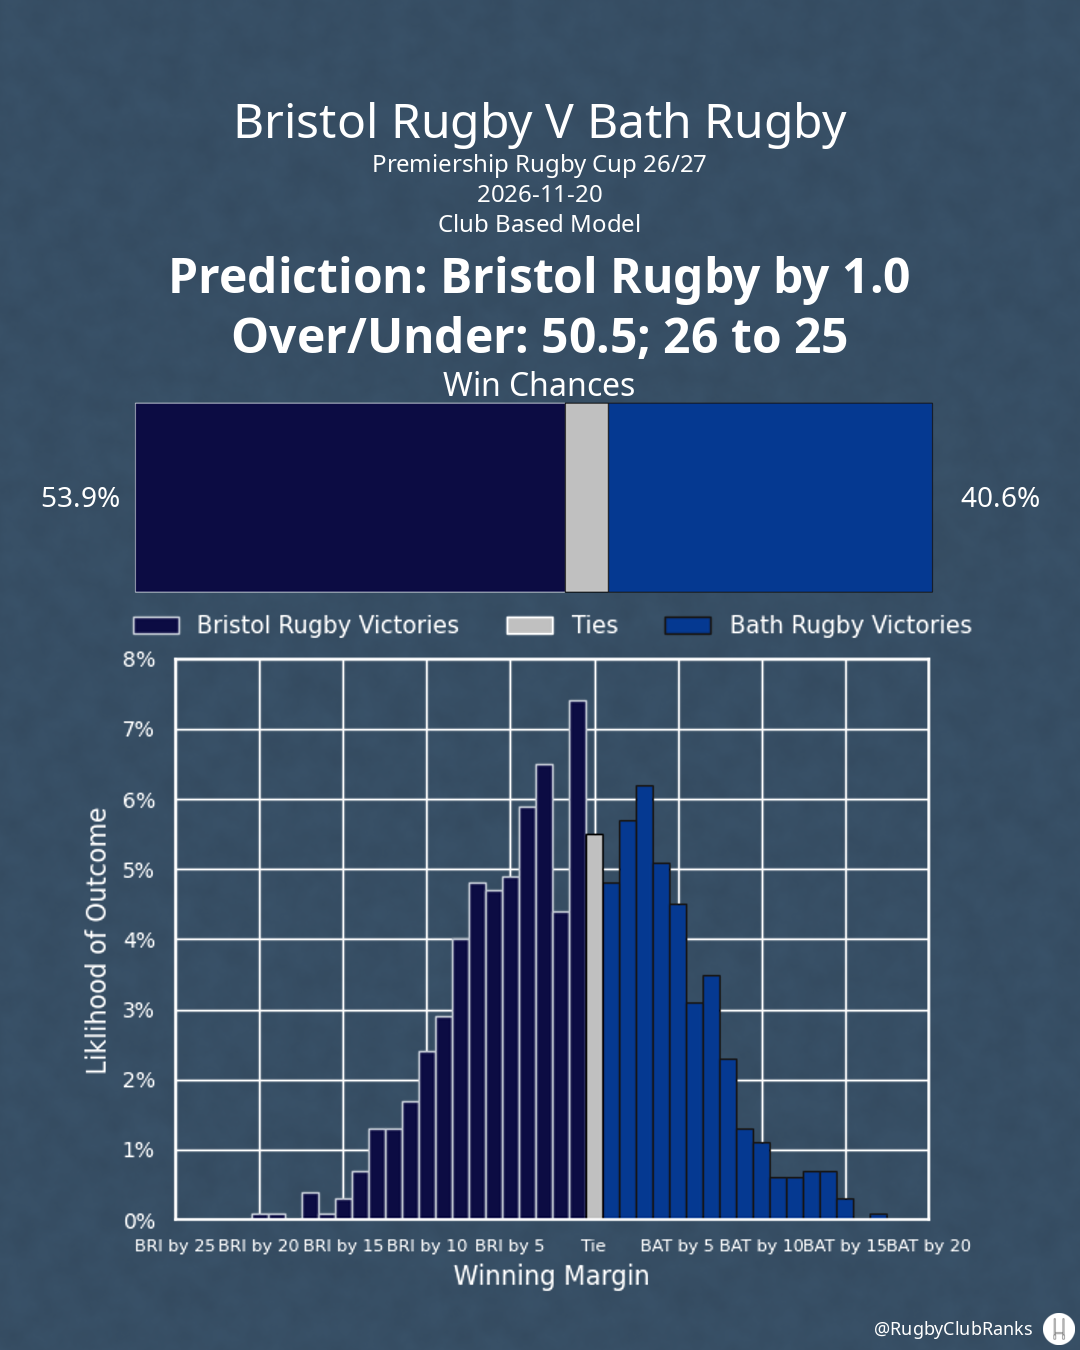 Bristol Rugby V Bath Rugby
Premiership Rugby Cup 26/27
2026-11-20
Club Based Model
Prediction: Bristol Rugby by 1.0
Over/Under: 50.5; 26 to 25
Win Chances
53.9%
40.6%
Bristol Rugby Victories Ties Bath Rugby Victories
8%
7%
6%
5%
4%
3%
2%
1%
0%
Liklihood of Outcome
BRI by 25 BRI by 20 BRI by 15 BRI by 10 BRI by 5 Tie BAT by 5 BAT by 10 BAT by 15 BAT by 20
Winning Margin
@RugbyClubRanks